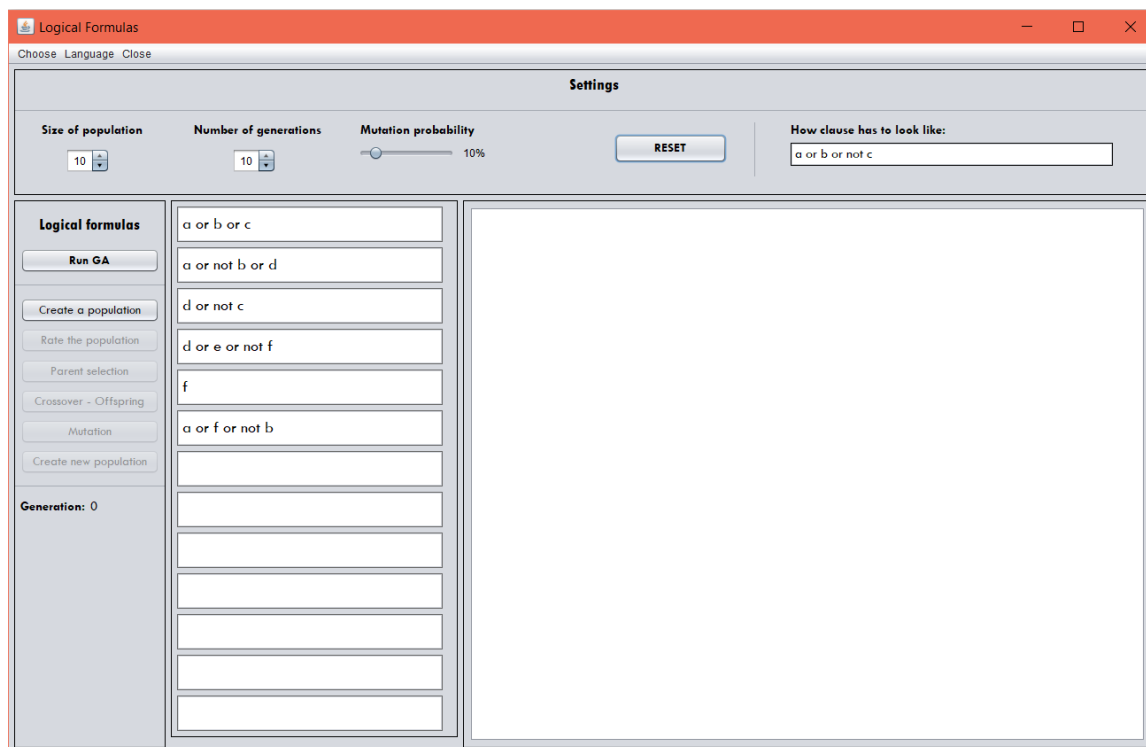 Logical Formulas
Choose Language Close
Settings
Size of population
Number of generations
Mutation probability
How clause has to look like:
10
10
10%
RESET
a or b or not c
Logical formulas
Run GA
Create a population
Rate the population
Parent selection
Crossover - Offspring
Mutation
Create new population
Generation: 0
a or b or c
a or not b or d
d or not c
d or e or not f
f
a or f or not b